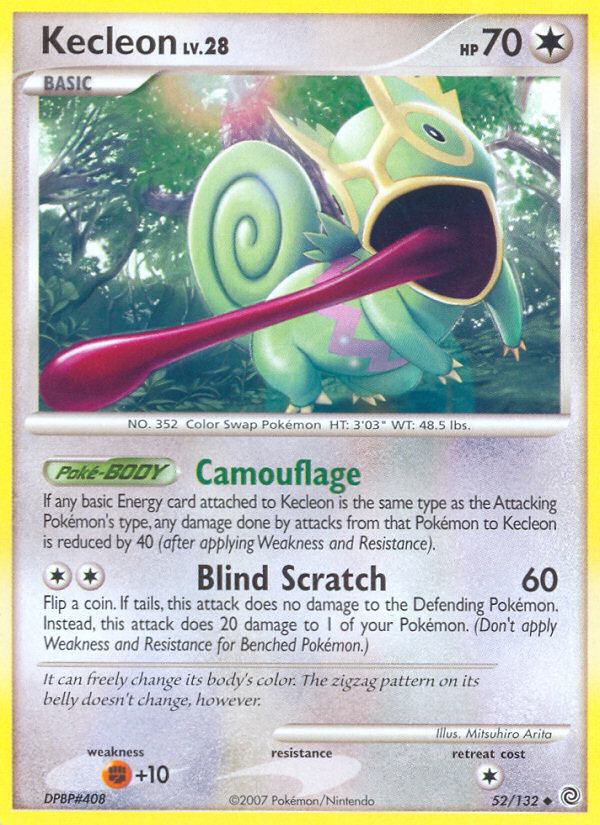 Kecleon LV.28
HP 70
BASIC
NO. 352 Color Swap Pokémon HT: 3'03" WT: 48.5 lbs.
Poké-BODY Camouflage
If any basic Energy card attached to Kecleon is the same type as the Attacking
Pokémon's type, any damage done by attacks from that Pokémon to Kecleon
is reduced by 40 (after applying Weakness and Resistance).
Blind Scratch 60
Flip a coin. If tails, this attack does no damage to the Defending Pokémon.
Instead, this attack does 20 damage to 1 of your Pokémon. (Don't apply
Weakness and Resistance for Benched Pokémon.)
It can freely change its body's color. The zigzag pattern on its
belly doesn't change, however.
Illus. Mitsuhiro Arita
weakness resistance retreat cost
+10
DPBP#408 ©2007 Pokémon/Nintendo 52/132